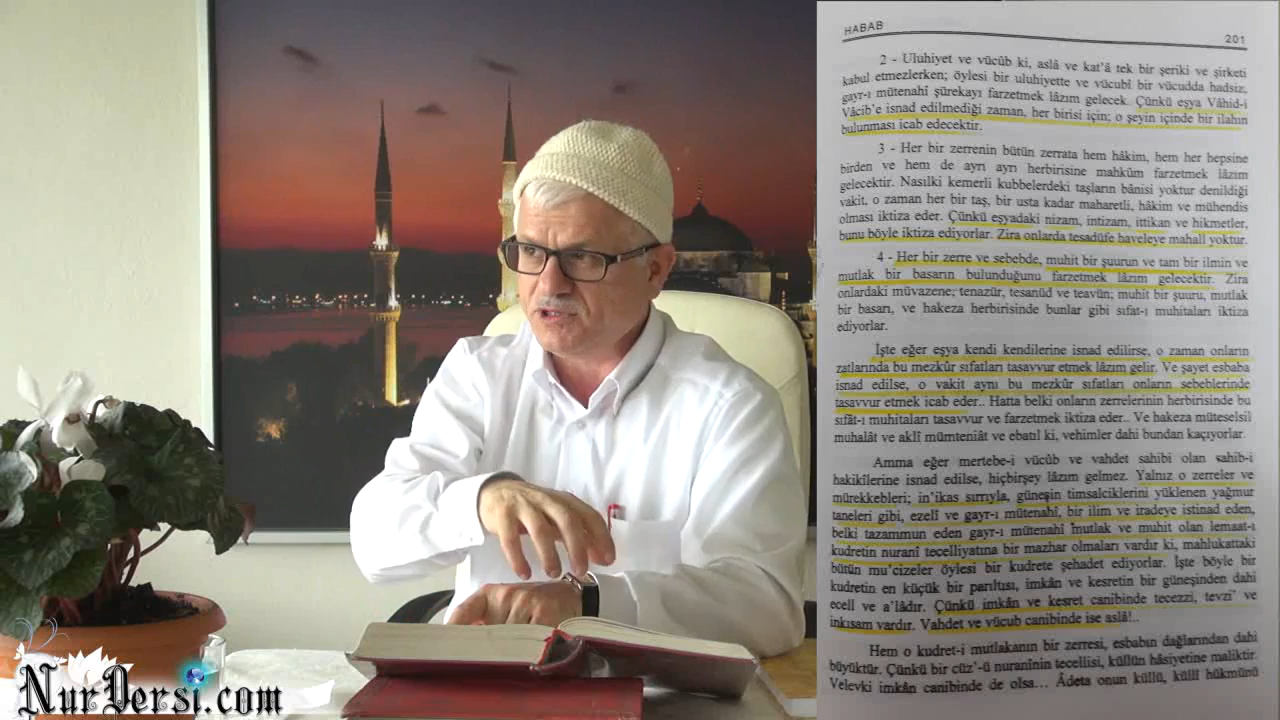 HABAB 201
2 - Uluhiyet ve vücûb ki, aslâ ve kat'â tek bir şeriki ve şirketi
kabul etmezlerken; öylesi bir uluhiyette ve vücubî bir vücudda hadsiz,
gayr-ı mütenahî şürekayı farzetmek lâzım gelecek. Çünkü eşya Vâhid-i
Vâcib'e isnad edilmediği zaman, her birisi için; o şeyin içinde bir ilahın
bulunması icab edecektir.
3 - Her bir zerrenin bütün zerrata hem hâkim, hem her hepsine
birden ve hem de ayrı ayrı herbirisine mahkûm farzetmek lâzım
gelecektir. Nasılki kemerli kubbelerdeki taşların bânisi yoktur denildiği
vakit, o zaman her bir taş, bir usta kadar maharetli, hâkim ve mühendis
olması iktiza eder. Çünkü eşyadaki nizam, intizam, ittikan ve hikmetler,
bunu böyle iktiza ediyorlar. Zira onlarda tesadüfe havaleye mahall yoktur.
4 - Her bir zerre ve sebebde, muhit bir şuurun ve tam bir ilmin ve
mutlak bir basarın bulunduğunu farzetmek lâzım gelecektir. Zira
onlardaki müvazene; tenazür, tesanüd ve teavün; muhit bir şuuru, mutlak
bir basarı, ve hakeza herbirisinde bunlar gibi sıfat-ı muhitaları iktiza
ediyorlar.
İşte eğer eşya kendi kendilerine isnad edilirse, o zaman onların
zatlarında bu mezkûr sıfatları tasavvur etmek lâzım gelir. Ve şayet esbaba
isnad edilse, o vakit aynı bu mezkûr sıfatları onların sebeblerinde
tasavvur etmek icab eder.. Hatta belki onların zerrelerinin herbirisinde bu
sıfât-ı muhitaları tasavvur ve farzetmek iktiza eder.. Ve hakeza müteselsil
muhalât ve aklî mümteniât ve ebatıl ki, vehimler dahi bundan kaçıyorlar.
Amma eğer mertebe-i vücûb ve vahdet sahibi olan sahib-i
hakikîlerine isnad edilse, hiçbirşey lâzım gelmez. Yalnız o zerreler ve
mürekkebleri; in'ikas sırrıyla, güneşin timsalciklerini yüklenen yağmur
taneleri gibi, ezelî ve gayr-ı mütenahî, bir ilim ve iradeye istinad eden,
belki tazammun eden gayr-ı mütenahî mutlak ve muhit olan lemaat-ı
kudretin nuranî tecelliyatına bir mazhar olmaları vardır ki, mahlukattaki
bütün mu'cizeler öylesi bir kudrete şehadet ediyorlar. İşte böyle bir
kudretin en küçük bir parıltısı, imkân ve kesretin bir güneşinden dahi
ecell ve a'lâdır. Çünkü imkân ve kesret canibinde tecezzi, tevzi' ve
inkısam vardır. Vahdet ve vücub canibinde ise aslâ!..
Hem o kudret-i mutlakanın bir zerresi, esbabın dağlarından dahi
büyüktür. Çünkü bir cüz'-ü nuranînin tecellisi, küllün hâsiyetine maliktir.
Velevki imkân canibinde de olsa... Âdeta onun küllü, küllî hükmünü
NurDersi.com